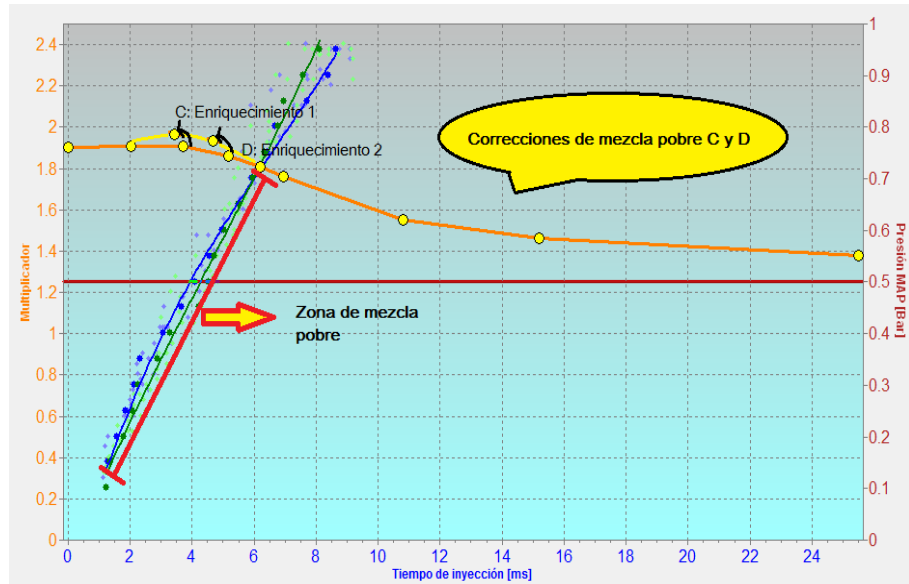 2.4
2.2
2
1.8
1.6
1.4
1.2
1
0.8
0.6
0.4
0.2
0
Multiplicador
C: Enriquecimiento 1
D: Enriquecimiento 2
Correcciones de mezcla pobre C y D
Zona de mezcla
pobre
1
0.9
0.8
0.7
0.6
0.5
0.4
0.3
0.2
0.1
0
Presión MAP [Bar]
0 2 4 6 8 10 12 14 16 18 20 22 24
Tiempo de inyección [ms]